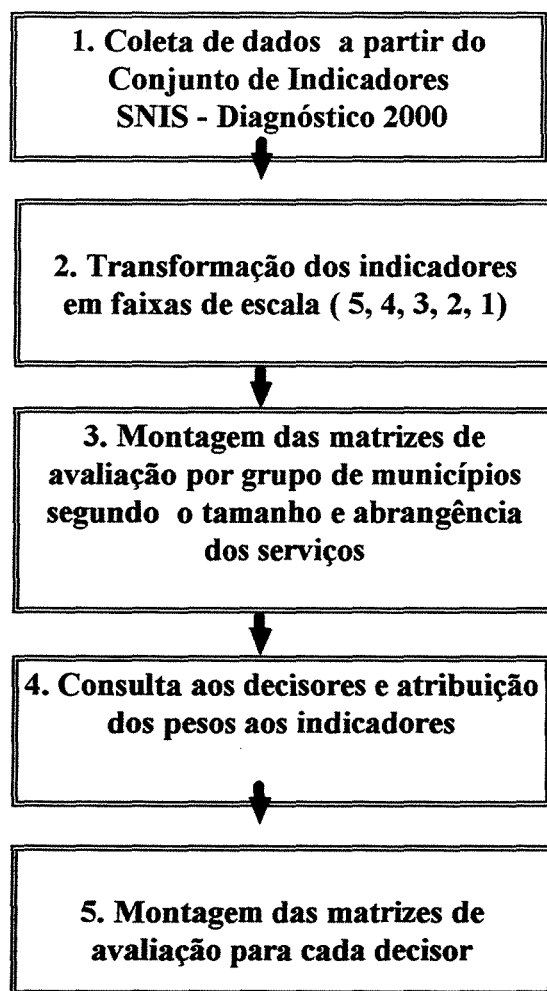 1. Coleta de dados a partir do
Conjunto de Indicadores
SNIS - Diagnóstico 2000
2. Transformação dos indicadores
em faixas de escala ( 5, 4, 3, 2, 1)
3. Montagem das matrizes de
avaliação por grupo de municípios
segundo o tamanho e abrangência
dos serviços
4. Consulta aos decisores e atribuição
dos pesos aos indicadores
5. Montagem das matrizes de
avaliação para cada decisor